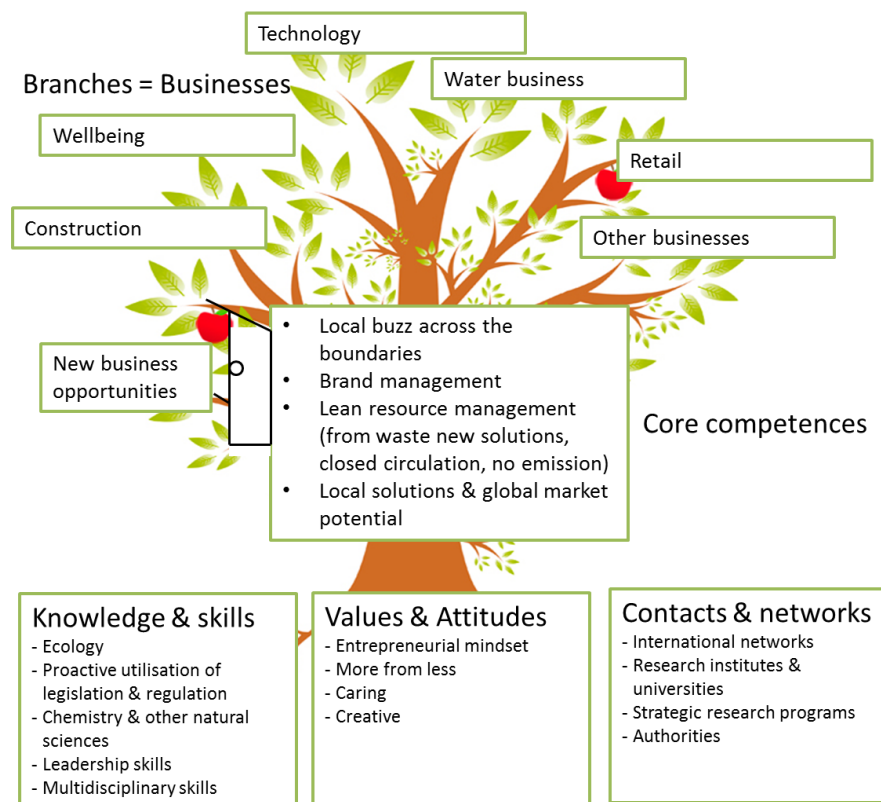 Technology
Branches = Businesses
Water business
Wellbeing
Retail
Construction
Other businesses
New business
opportunities
• Local buzz across the
boundaries
• Brand management
• Lean resource management
(from waste new solutions,
closed circulation, no emission)
• Local solutions & global market
potential
Core competences
Knowledge & skills
- Ecology
- Proactive utilisation of
legislation & regulation
- Chemistry & other natural
sciences
- Leadership skills
- Multidisciplinary skills
Values & Attitudes
- Entrepreneurial mindset
- More from less
- Caring
- Creative
Contacts & networks
- International networks
- Research institutes &
universities
- Strategic research programs
- Authorities